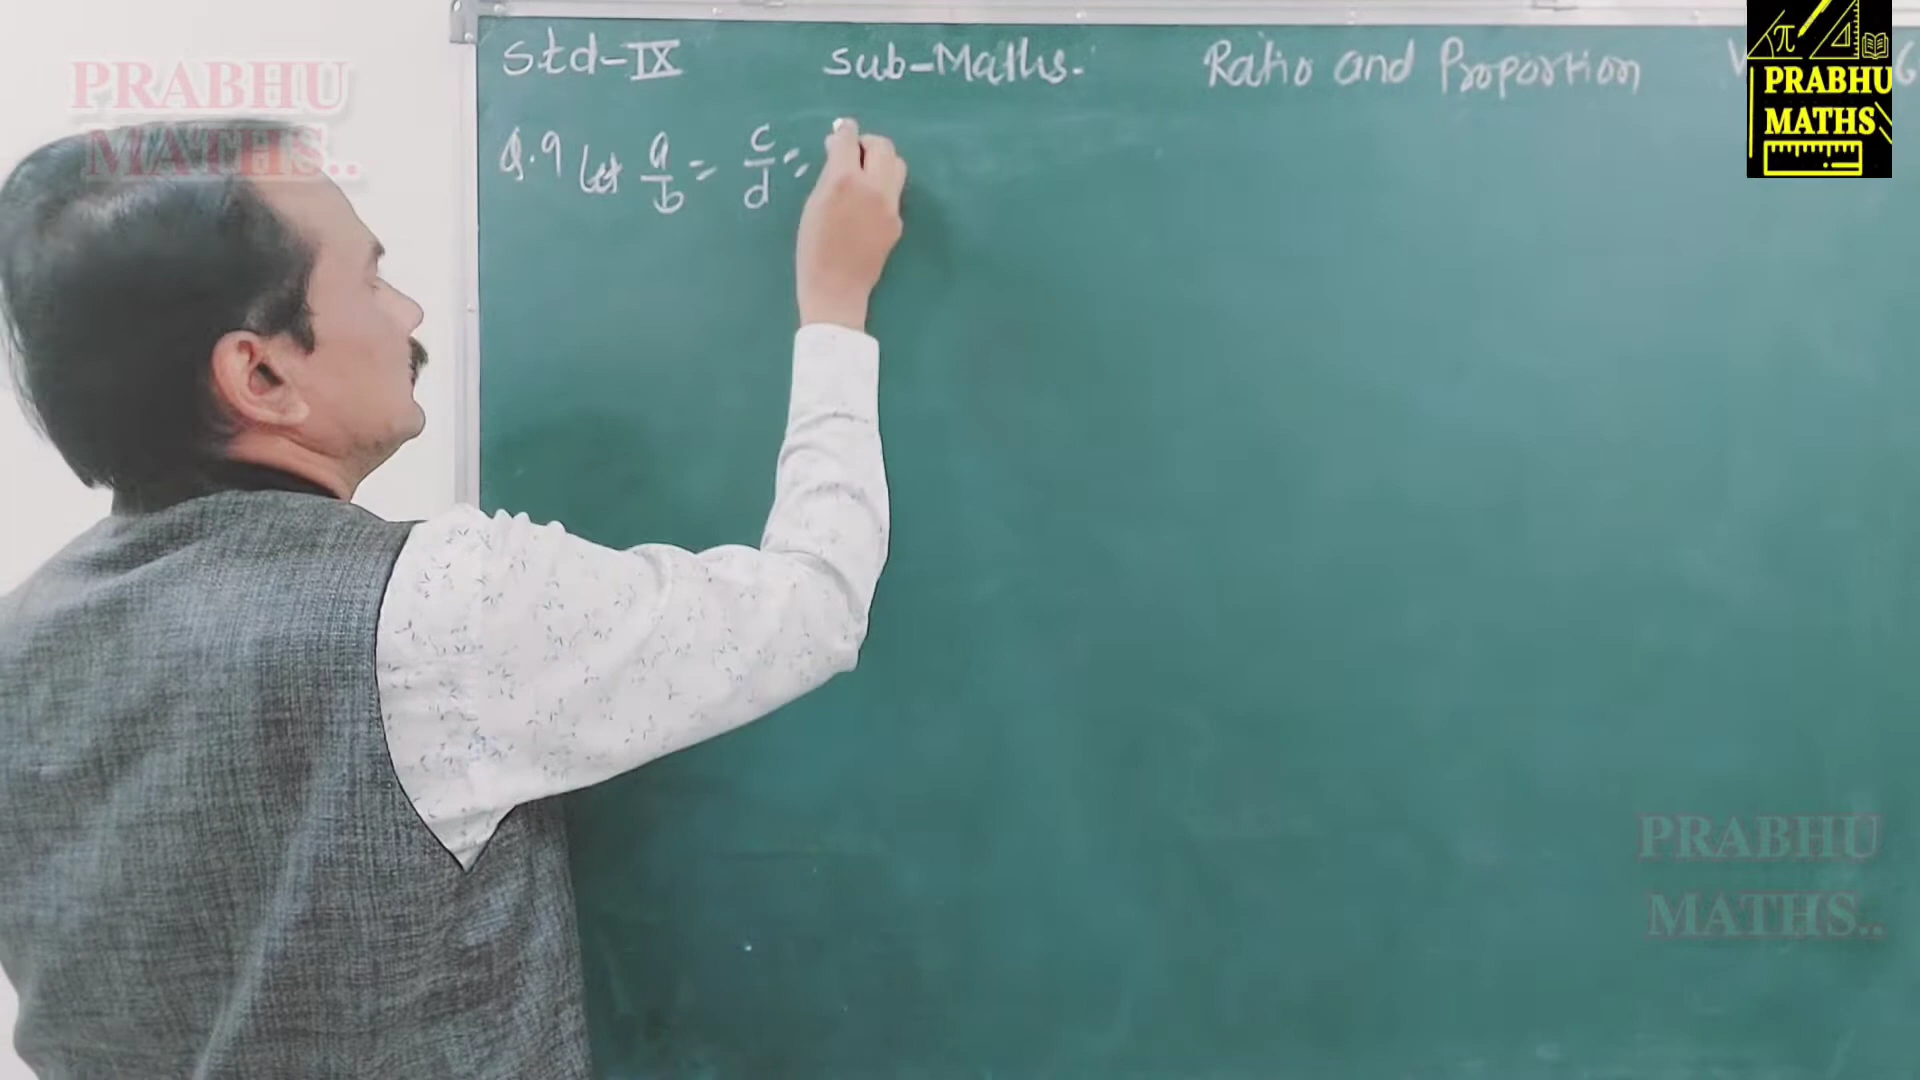 PRABHU
MATHS..
Std-IX Sub-Maths. Ratio and Proportion
Q.9 let a/b = c/d =
π
PRABHU
MATHS
PRABHU
MATHS..